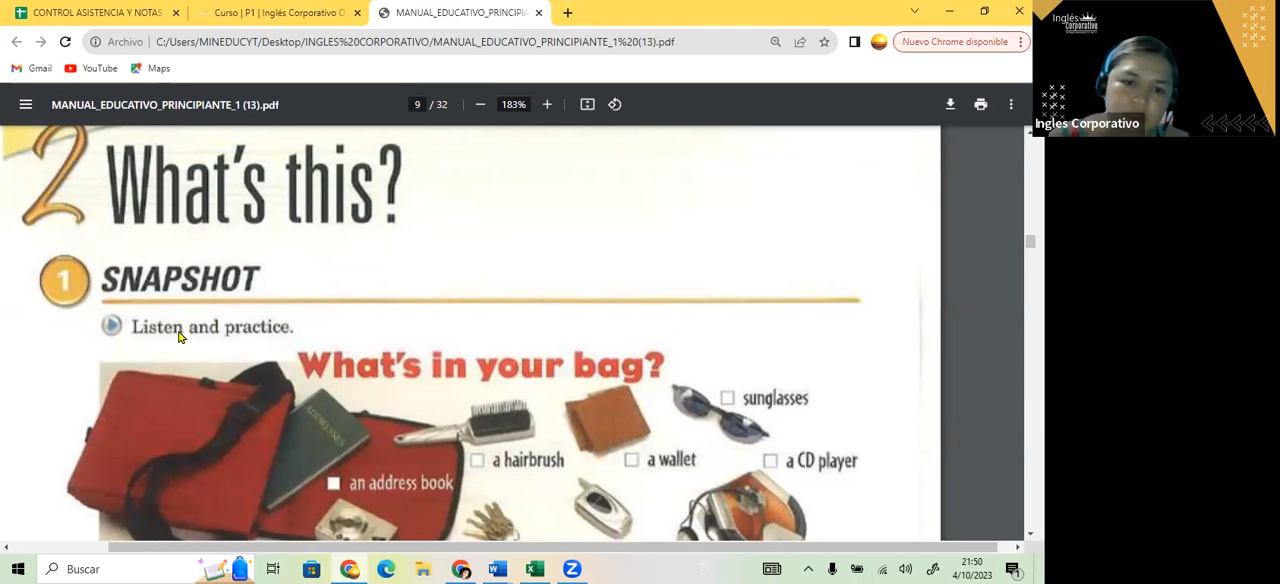 CONTROL ASISTENCIA Y NOTAS
Curso | P1 | Inglés Corporativo O
MANUAL_EDUCATIVO_PRINCIPIA
Archivo
C:/Users/MINEDUCYT/Desktop/INGLES%20CORPORATIVO/MANUAL_EDUCATIVO_PRINCIPIANTE_1%20(13).pdf
Nuevo Chrome disponible
Gmail
YouTube
Maps
MANUAL_EDUCATIVO_PRINCIPIANTE_1 (13).pdf
9 / 32
183%
Inglés
Corporativo
Ingles Corporativo
2 What's this?
1 SNAPSHOT
Listen and practice.
What's in your bag?
ADDRESSES
sunglasses
a hairbrush
a wallet
a CD player
an address book
Buscar
21:50
4/10/2023